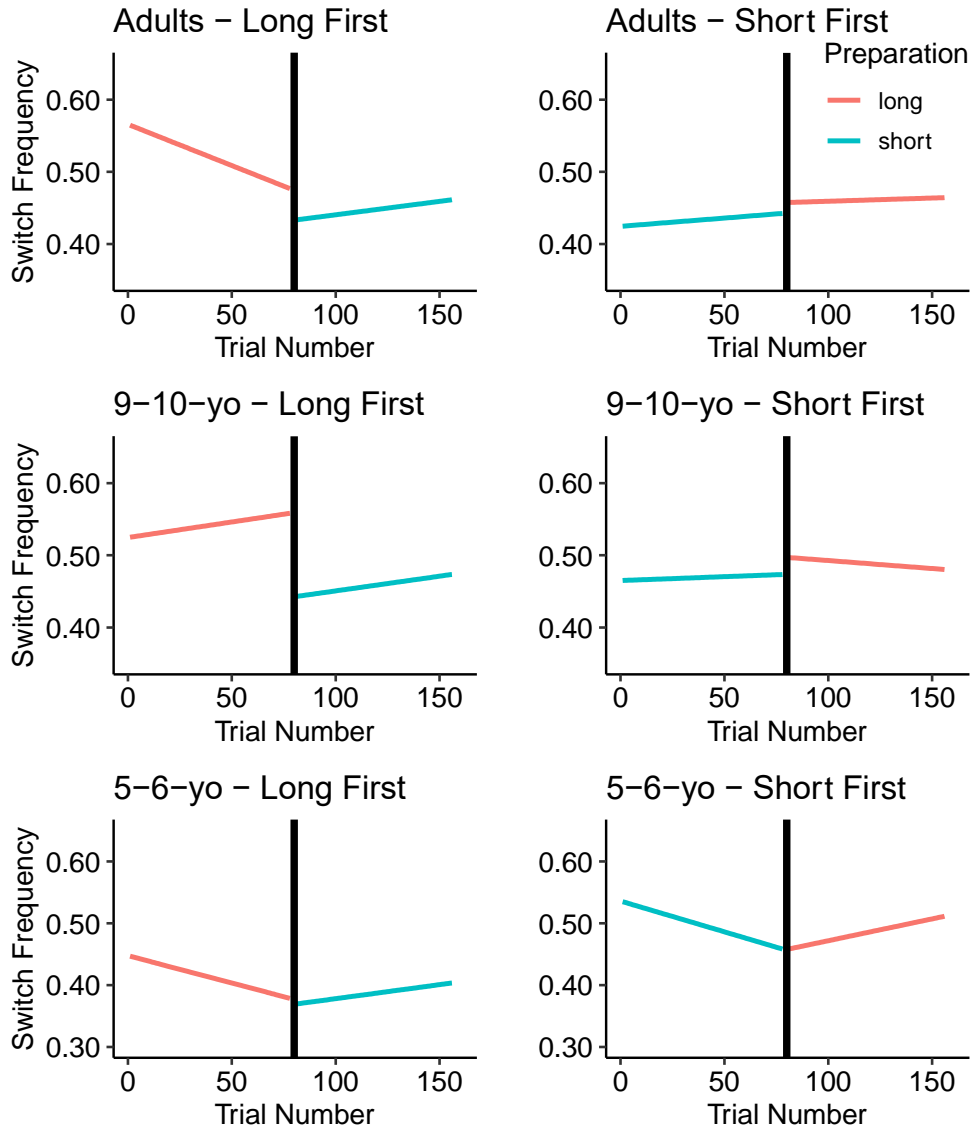 Adults − Long First
Switch Frequency
0.60
0.50
0.40
0 50 100 150
Trial Number
Adults − Short First
Preparation
long
short
0.60
0.50
0.40
0 50 100 150
Trial Number
9−10−yo − Long First
Switch Frequency
0.60
0.50
0.40
0 50 100 150
Trial Number
9−10−yo − Short First
0.60
0.50
0.40
0 50 100 150
Trial Number
5−6−yo − Long First
Switch Frequency
0.60
0.50
0.40
0.30
0 50 100 150
Trial Number
5−6−yo − Short First
0.60
0.50
0.40
0.30
0 50 100 150
Trial Number